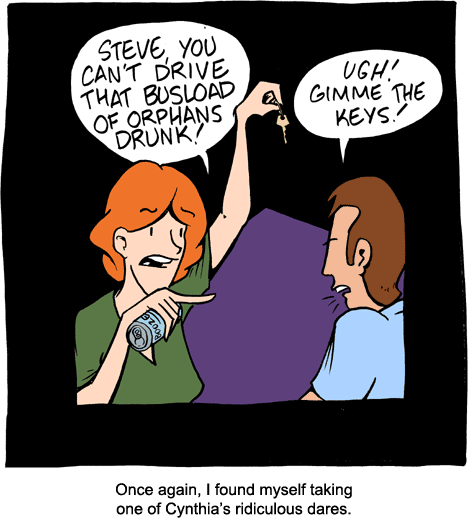 STEVE, YOU
CAN'T DRIVE
THAT BUSLOAD
OF ORPHANS
DRUNK!
UGH!
GIMME THE
KEYS!
BOOZE
Once again, I found myself taking
one of Cynthia's ridiculous dares.